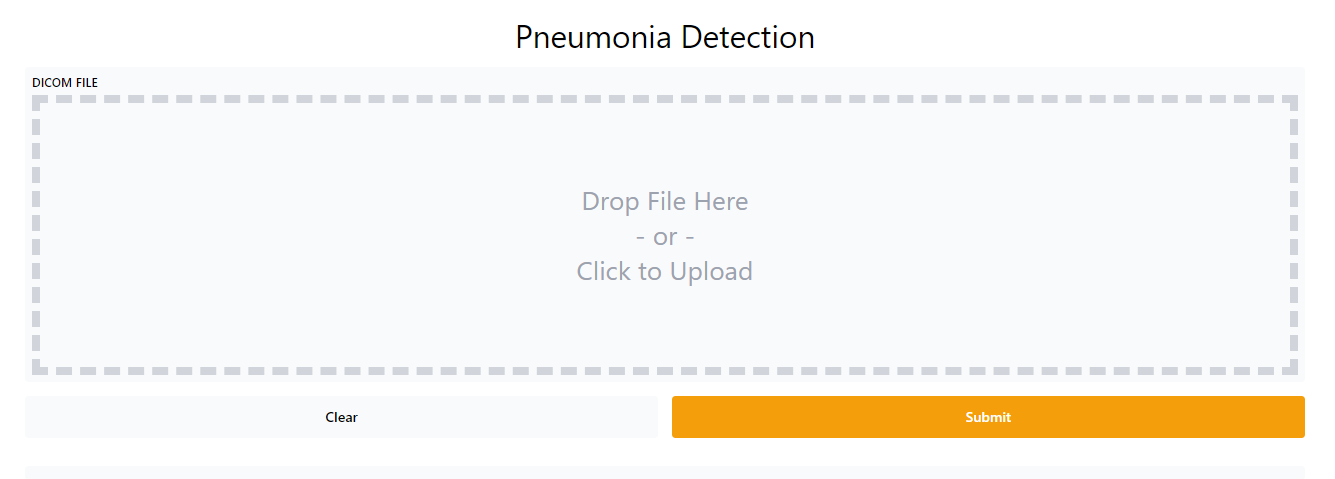 Pneumonia Detection
DICOM FILE
Drop File Here
- or -
Click to Upload
Clear
Submit